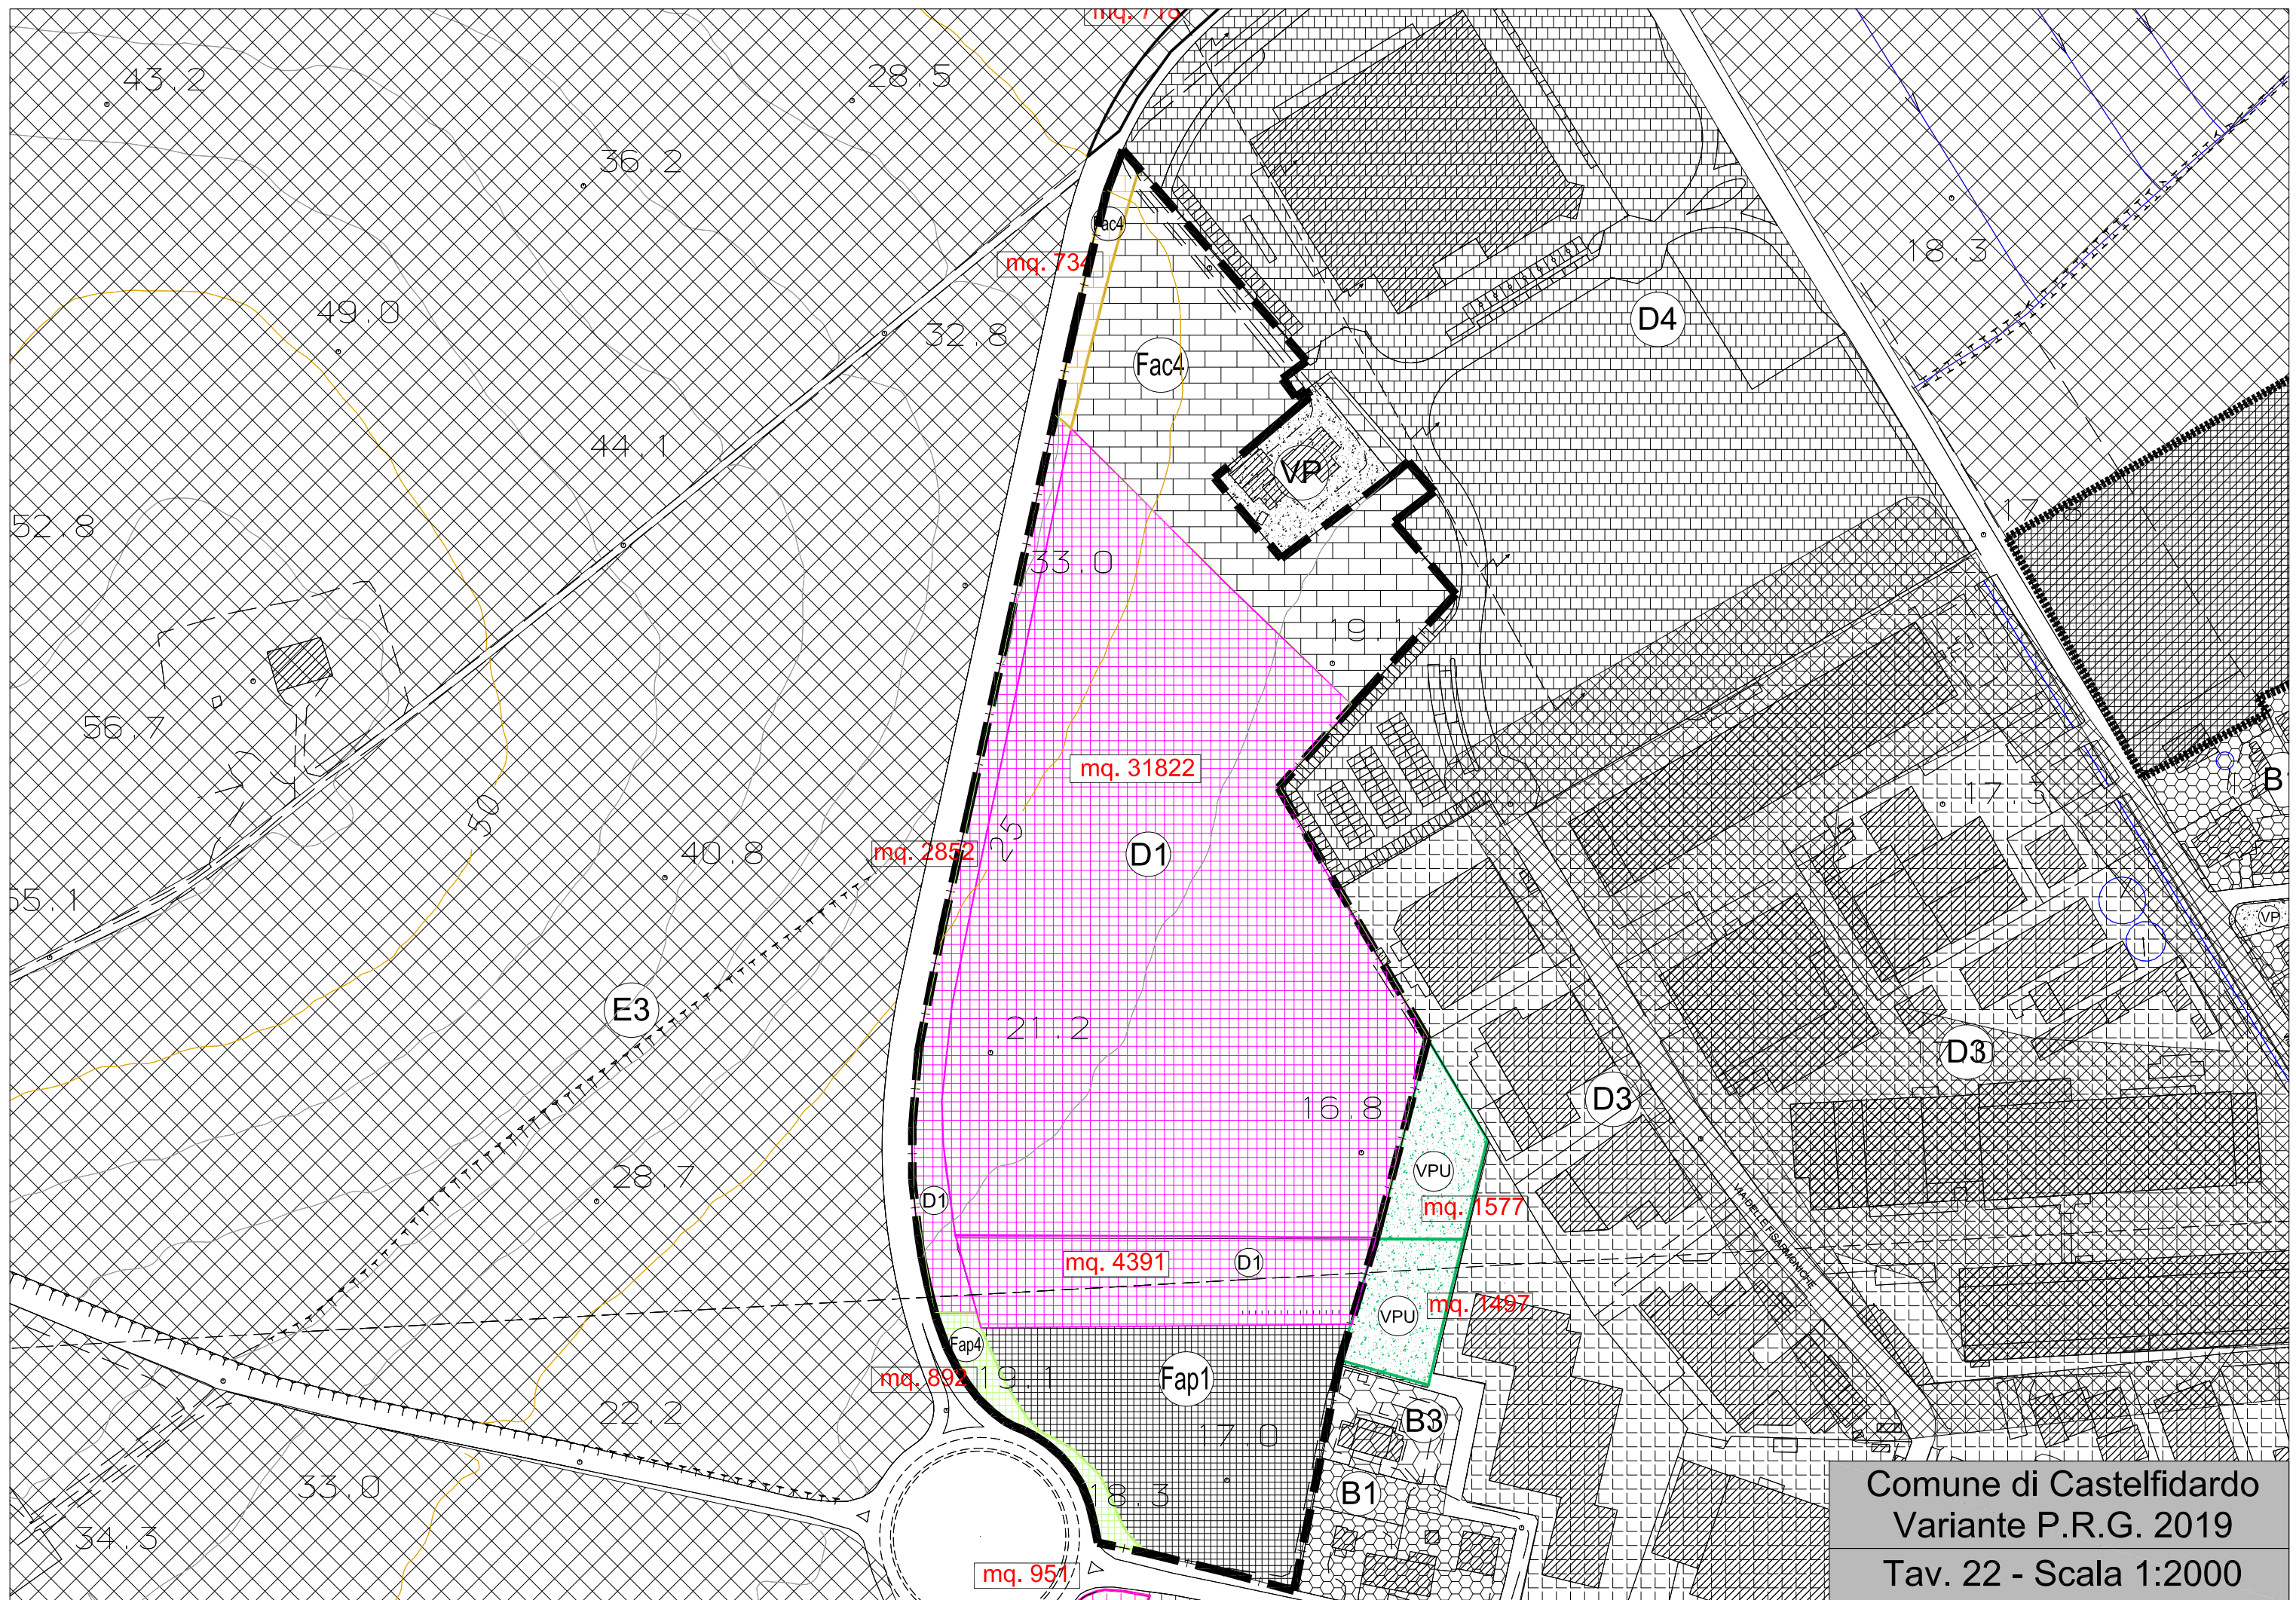 43,2
28,5
36,2
Fac4
mq. 734
18,3
49,0
32,8
D4
Fac4
44,1
VP
52,8
33,0
19,1
56,7
mq. 31822
17,3
B
50
25
mq. 2852
40,8
D1
55,1
VP
E3
21,2
D3
16,8
D3
VPU
28,7
D1
mq. 1577
VIA DELLE FISARMONICHE
mq. 4391
D1
mq. 1497
VPU
Fap4
mq. 892
19,1
Fap1
22,2
B3
17,0
33,0
18,3
B1
34,3
mq. 951
Comune di Castelfidardo
Variante P.R.G. 2019
Tav. 22 - Scala 1:2000